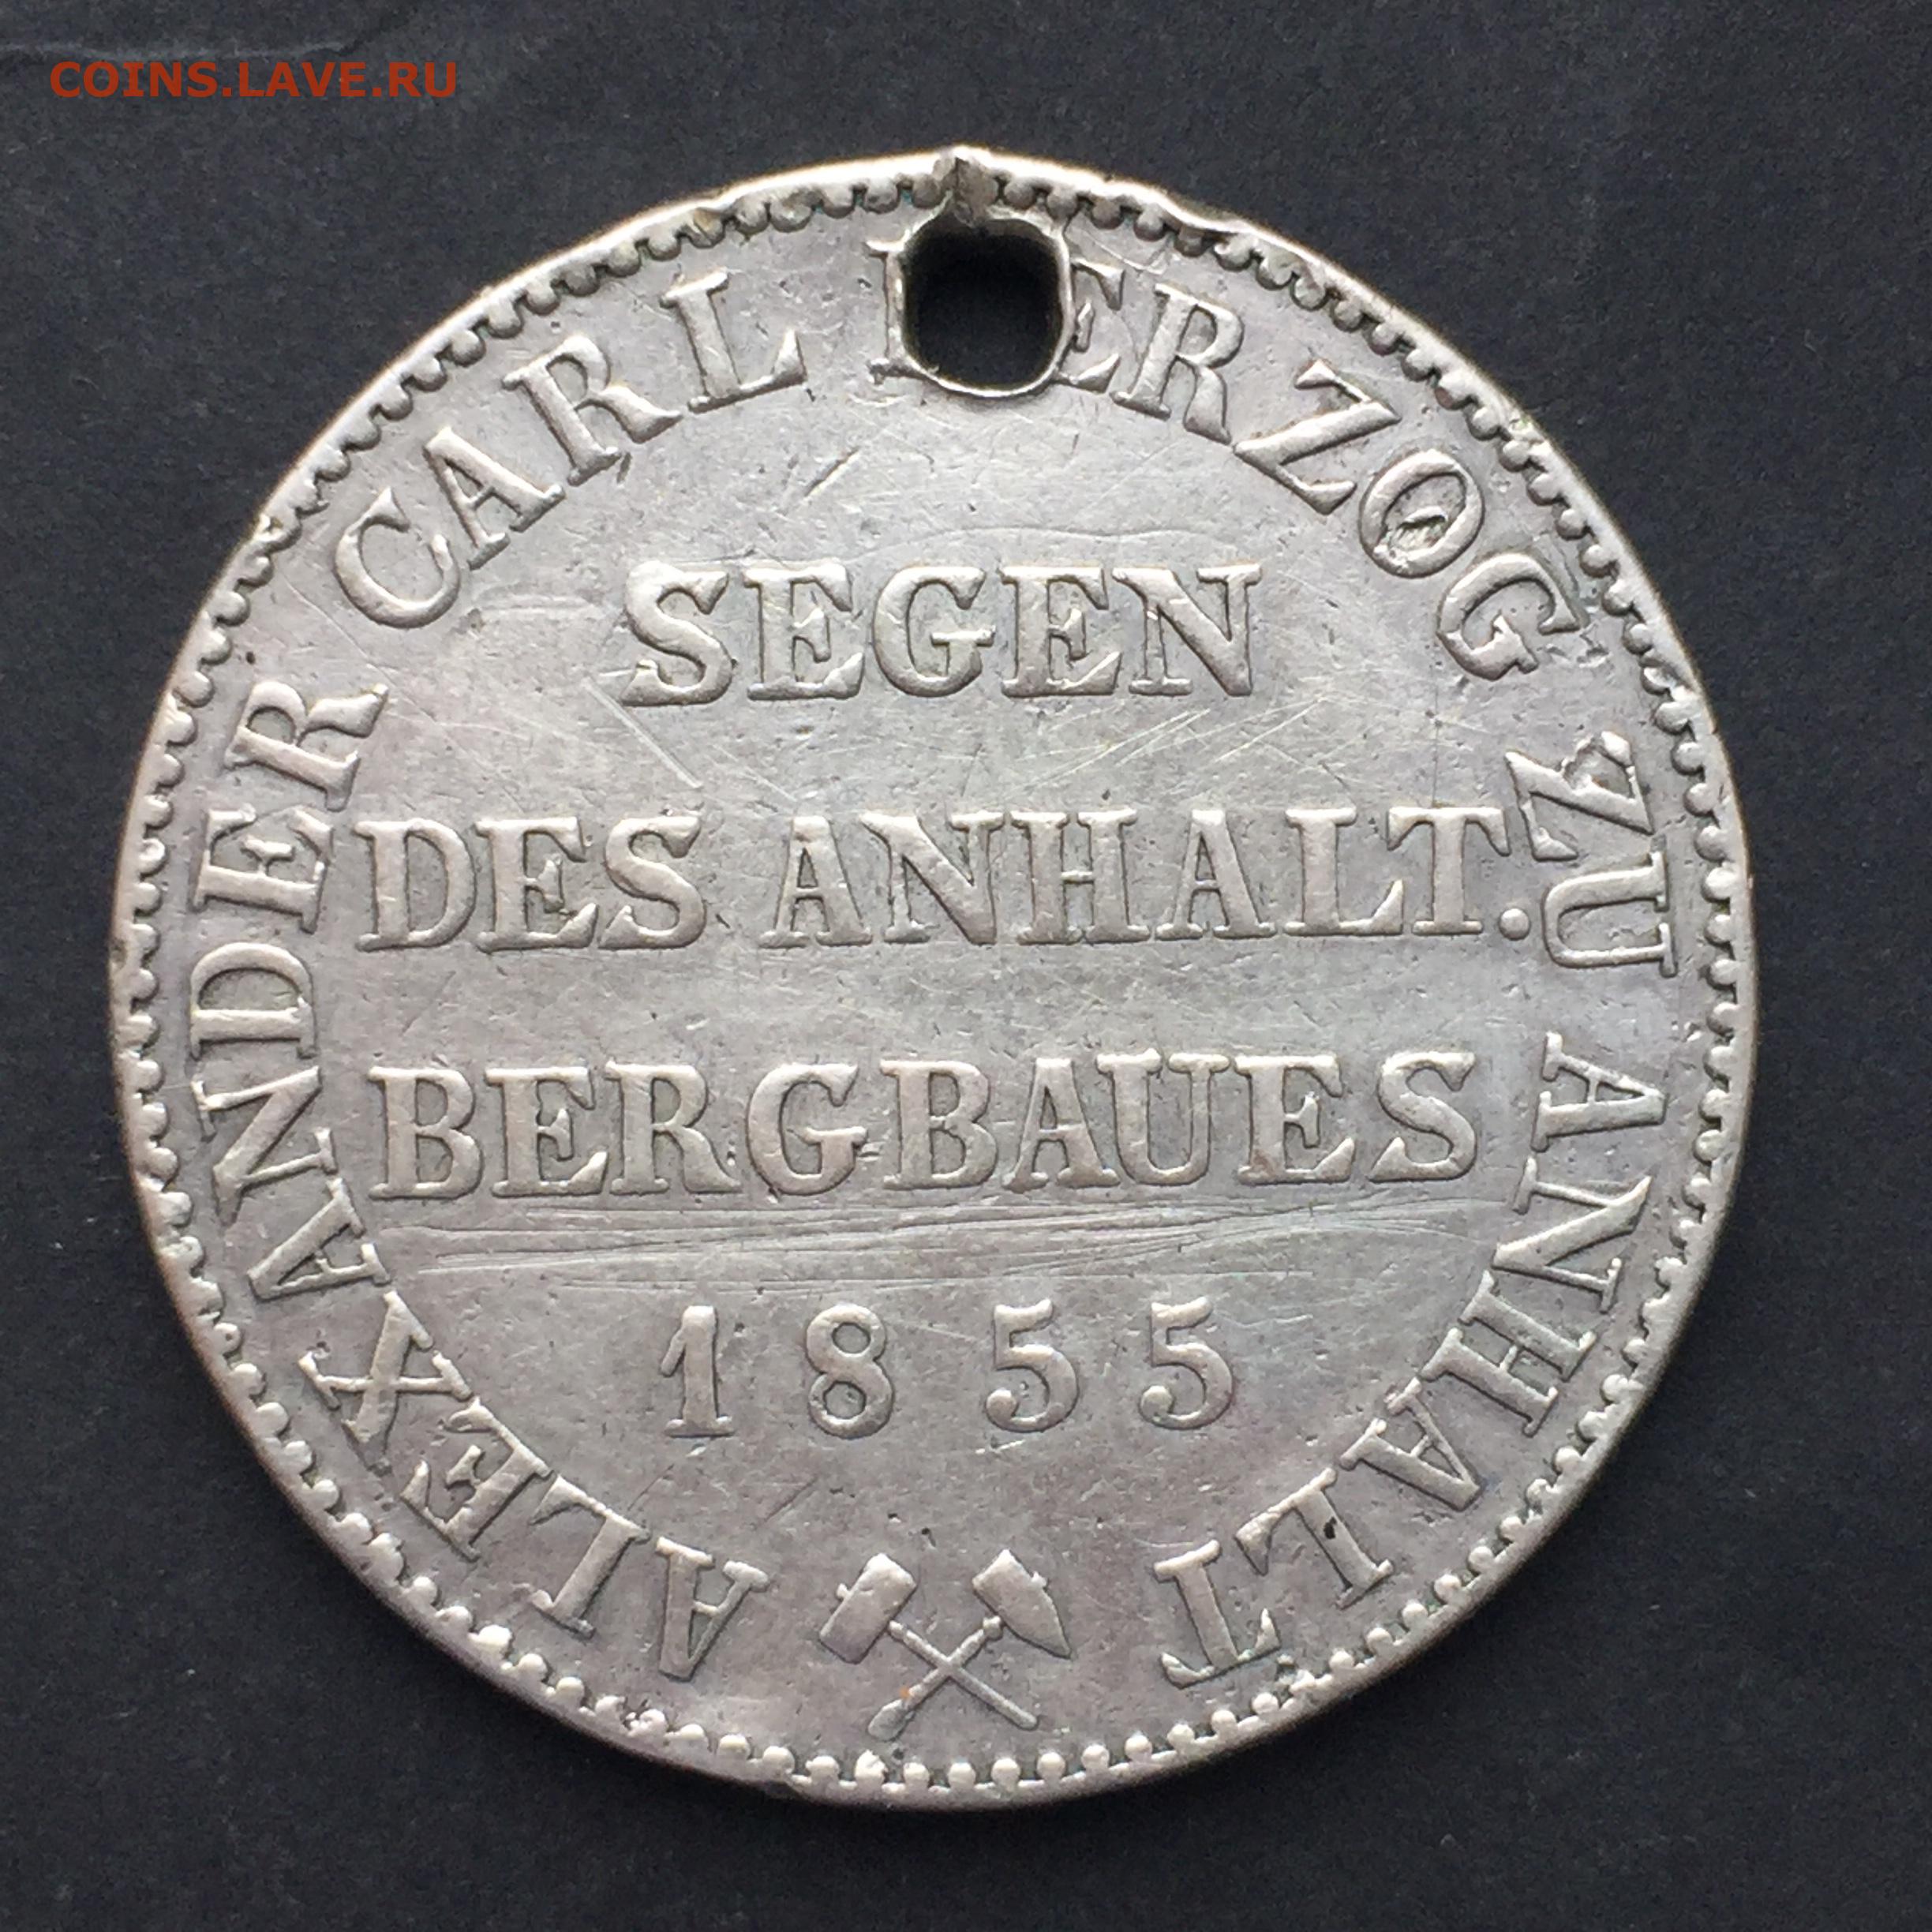 COINS.LAVE.RU
ALEXANDER CARL HERZOG ZU ANHALT
SEGEN
DES ANHALT.
BERGBAUES
1855